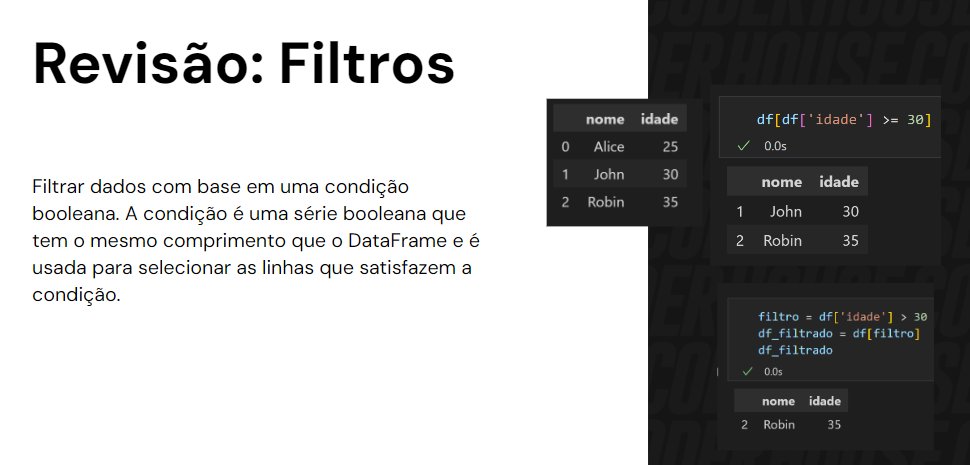 Revisão: Filtros
Filtrar dados com base em uma condição
booleana. A condição é uma série booleana que
tem o mesmo comprimento que o DataFrame e é
usada para selecionar as linhas que satisfazem a
condição.
nome idade
0 Alice 25
1 John 30
2 Robin 35
df[df['idade'] >= 30]
0.0s
nome idade
1 John 30
2 Robin 35
filtro = df['idade'] > 30
df_filtrado = df[filtro]
df_filtrado
0.0s
nome idade
2 Robin 35